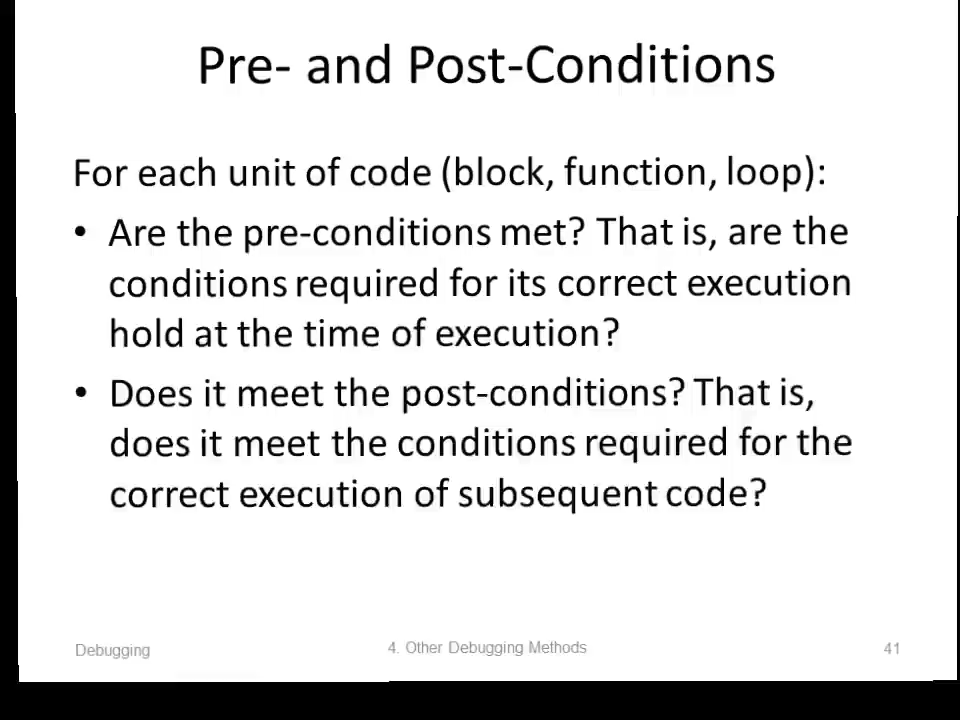 Pre- and Post-Conditions
For each unit of code (block, function, loop):
• Are the pre-conditions met? That is, are the
conditions required for its correct execution
hold at the time of execution?
• Does it meet the post-conditions? That is,
does it meet the conditions required for the
correct execution of subsequent code?
Debugging
4. Other Debugging Methods
41